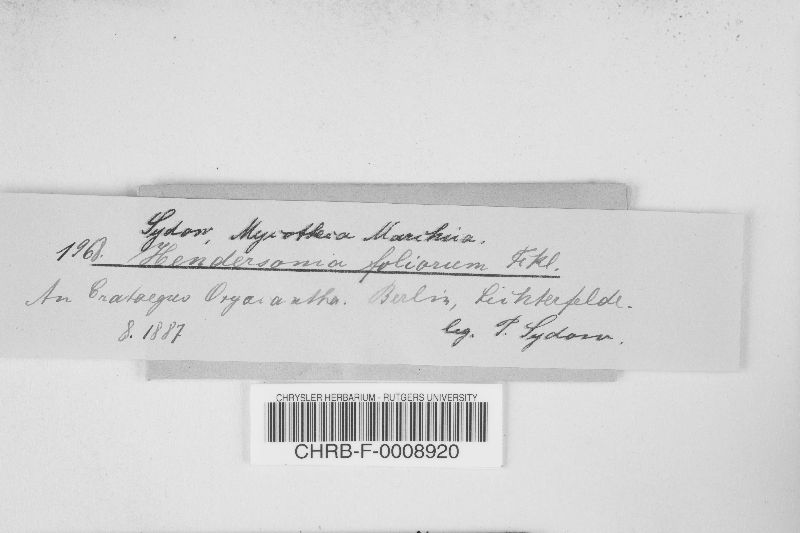 Sydow, Mycotheca Marchica.
1968. Hendersonia foliorum Fckl.
An Crataegus Oxyacantha. Berlin, Lichterfelde.
8. 1887 leg. P. Sydow.
CHRYSLER HERBARIUM - RUTGERS UNIVERSITY
CHRB-F-0008920